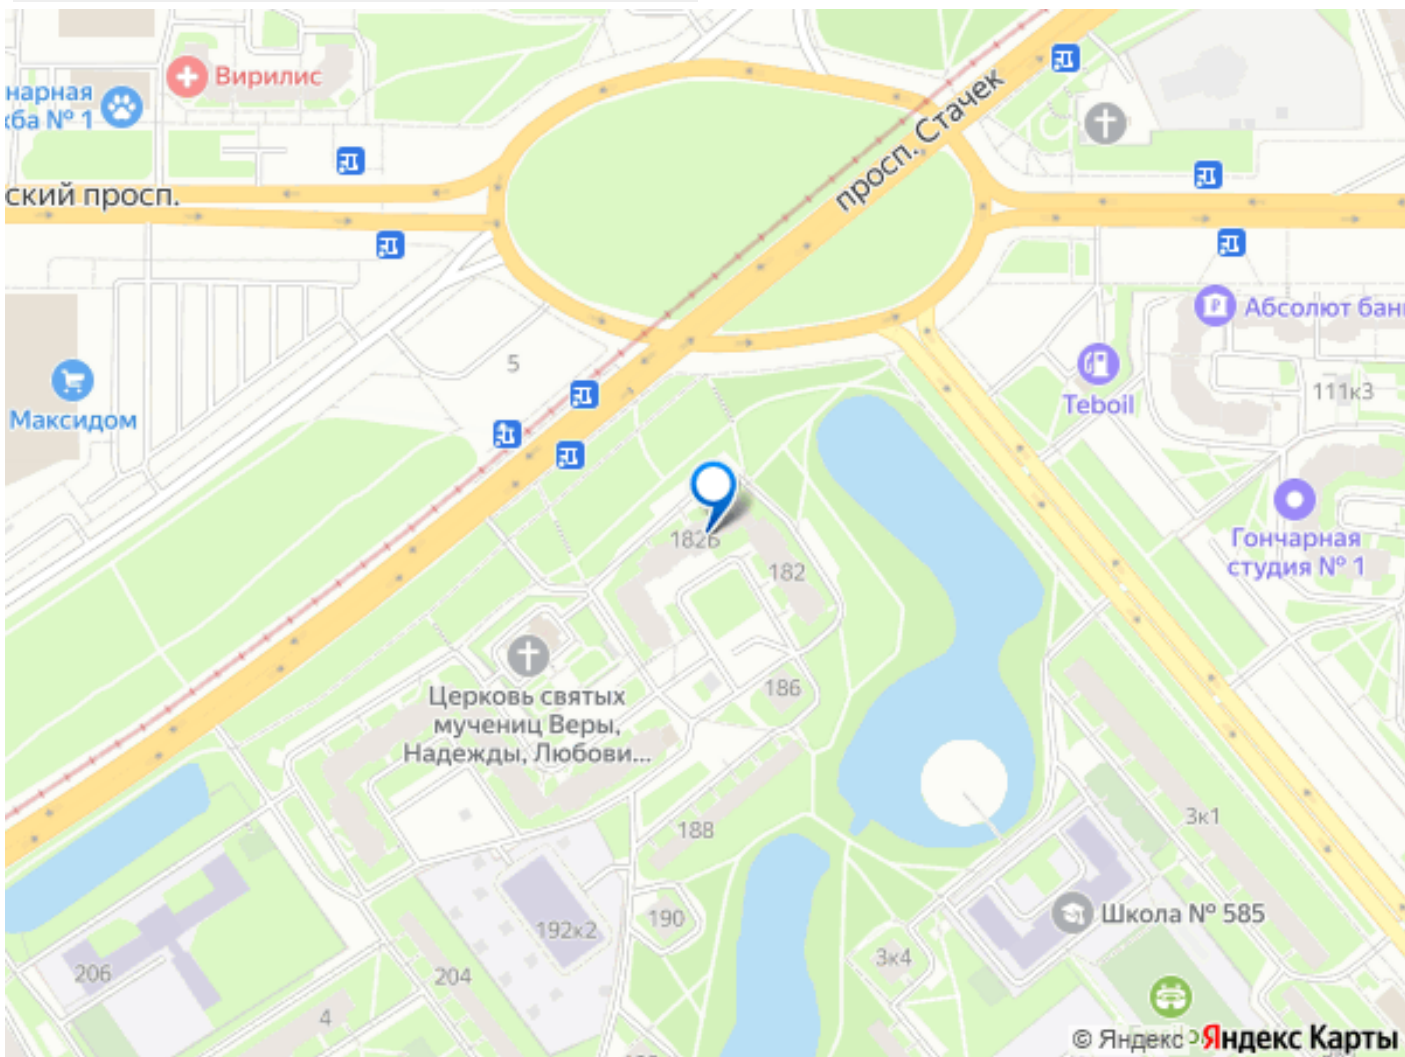 Вирилис
нарная
кба № 1
ский просп.
просп. Стачек
Абсолют бан
5
Teboil
111к3
Максидом
Гончарная
студия № 1
182Б
182
Церковь святых
мучениц Веры,
Надежды, Любови...
186
188
3к1
190
192к2
Школа № 585
206
204
3к4
4
© Яндекс
Яндекс Карты